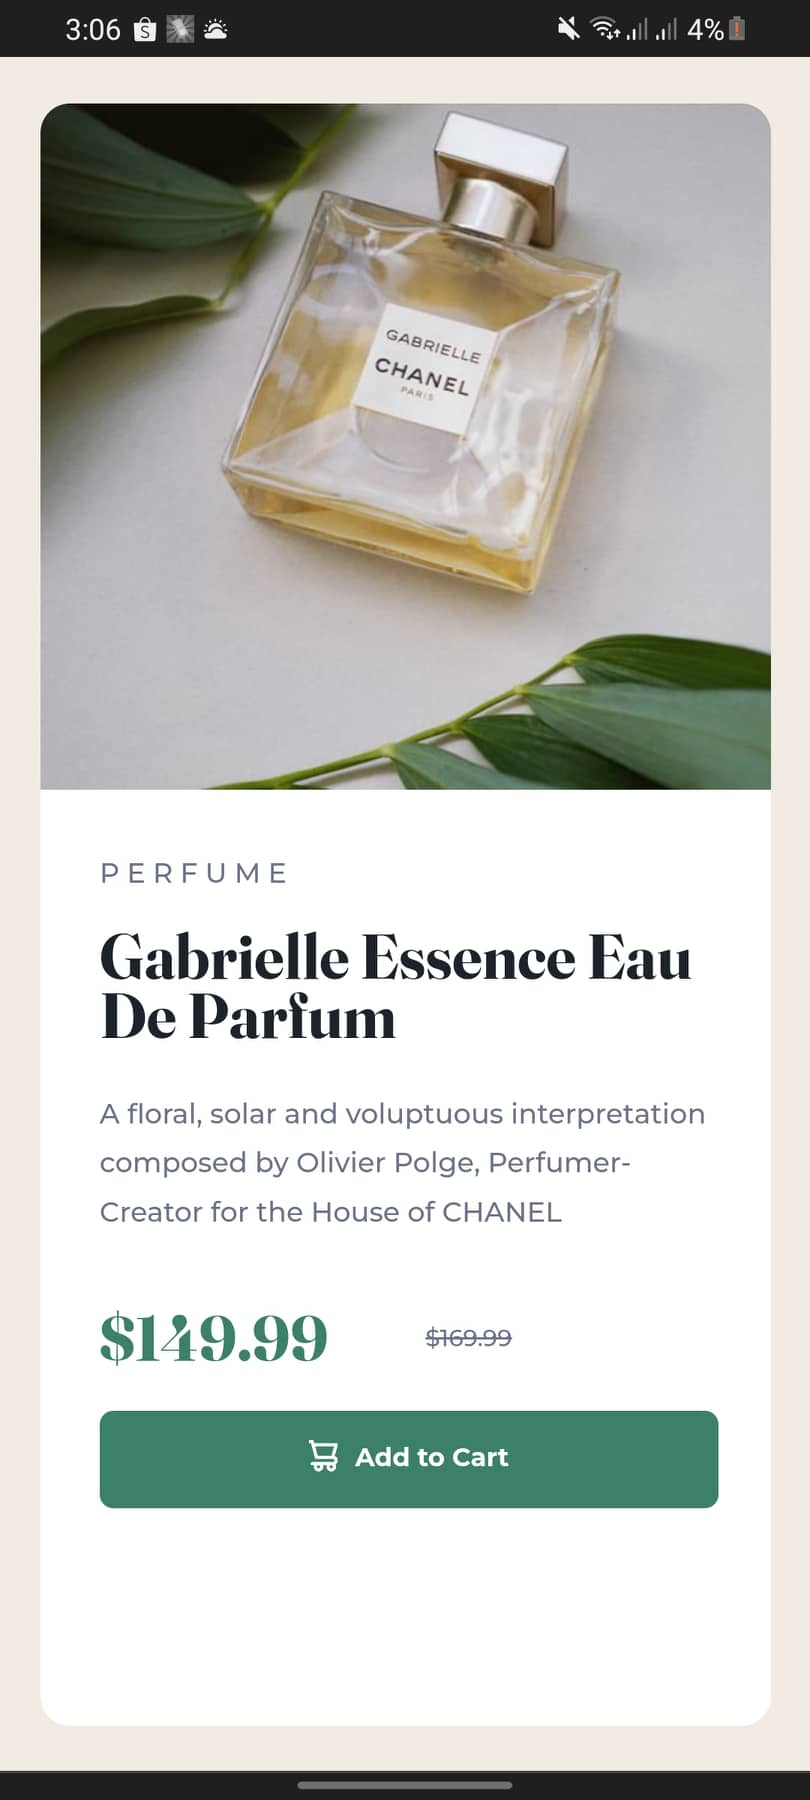 3:06
4%
GABRIELLE
CHANEL
PARIS
PERFUME
Gabrielle Essence Eau
De Parfum
A floral, solar and voluptuous interpretation
composed by Olivier Polge, Perfumer-
Creator for the House of CHANEL
$149.99 $169.99
Add to Cart